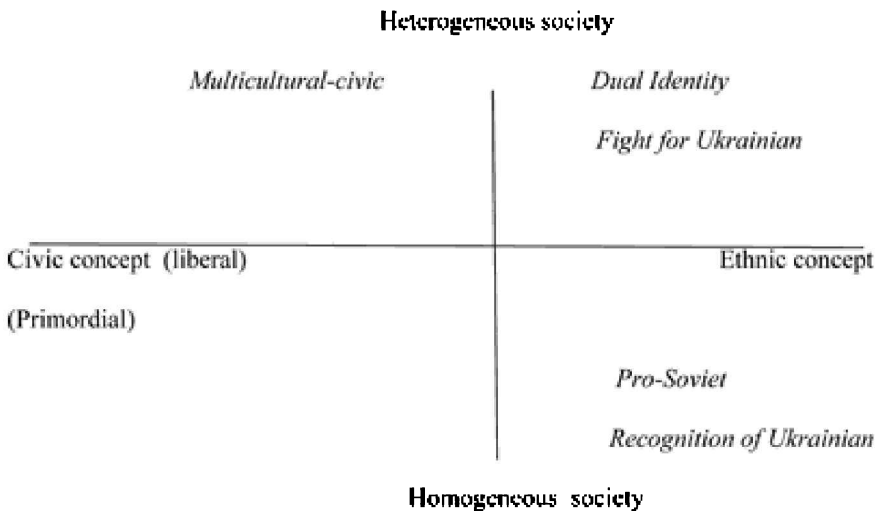 Heterogeneous society
Multicultural-civic
Dual Identity
Fight for Ukrainian
Civic concept (liberal)
Ethnic concept
(Primordial)
Pro-Soviet
Recognition of Ukrainian
Homogeneous society